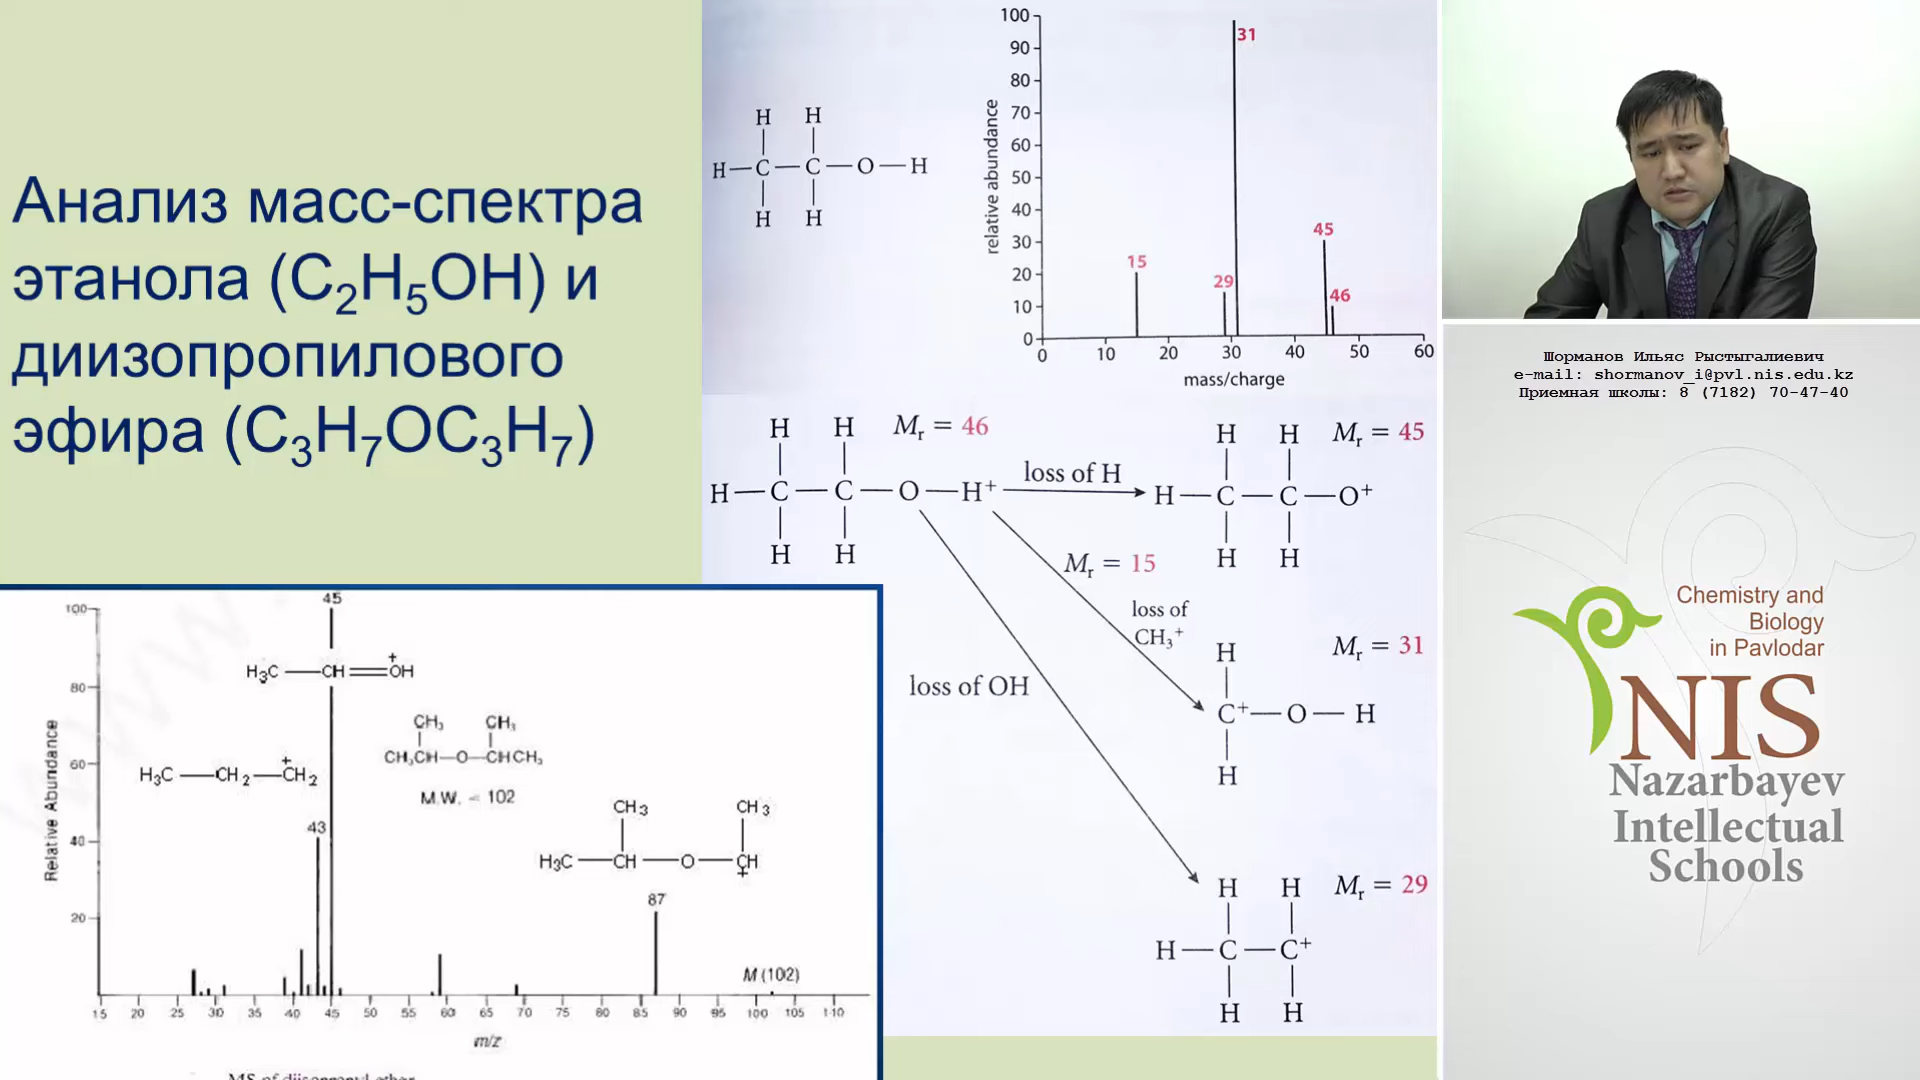 Анализ масс-спектра
этанола (C2H5OH) и
диизопропилового
эфира (C3H7OC3H7)
H H
H—C—C—O—H
H H
relative abundance
100
90
80
70
60
50
40
30
20
10
0
31
15
29
45
46
0 10 20 30 40 50 60
mass/charge
H H Mr = 46
H—C—C—O—H+
H H
loss of H
H H Mr = 45
H—C—C—O+
H H
Mr = 15
loss of
CH3+
H Mr = 31
C+—O—H
H
loss of OH
H H Mr = 29
H—C—C+
H H
Relative Abundance
100
80
60
40
20
45
H3C—CH=OH
+
CH3 CH3
CH3CH—O—CHCH3
M.W. = 102
+
H3C—CH2—CH2
43
CH3 CH3
H3C—CH—O—CH
+
87
M (102)
15 20 25 30 35 40 45 50 55 60 65 70 75 80 85 90 95 100 105 110
m/z
MS of diisopropyl ether
Шорманов Ильяс Рыстыгалиевич
e-mail: shormanov_i@pvl.nis.edu.kz
Приемная школы: 8 (7182) 70-47-40
Chemistry and
Biology
in Pavlodar
NIS
Nazarbayev
Intellectual
Schools